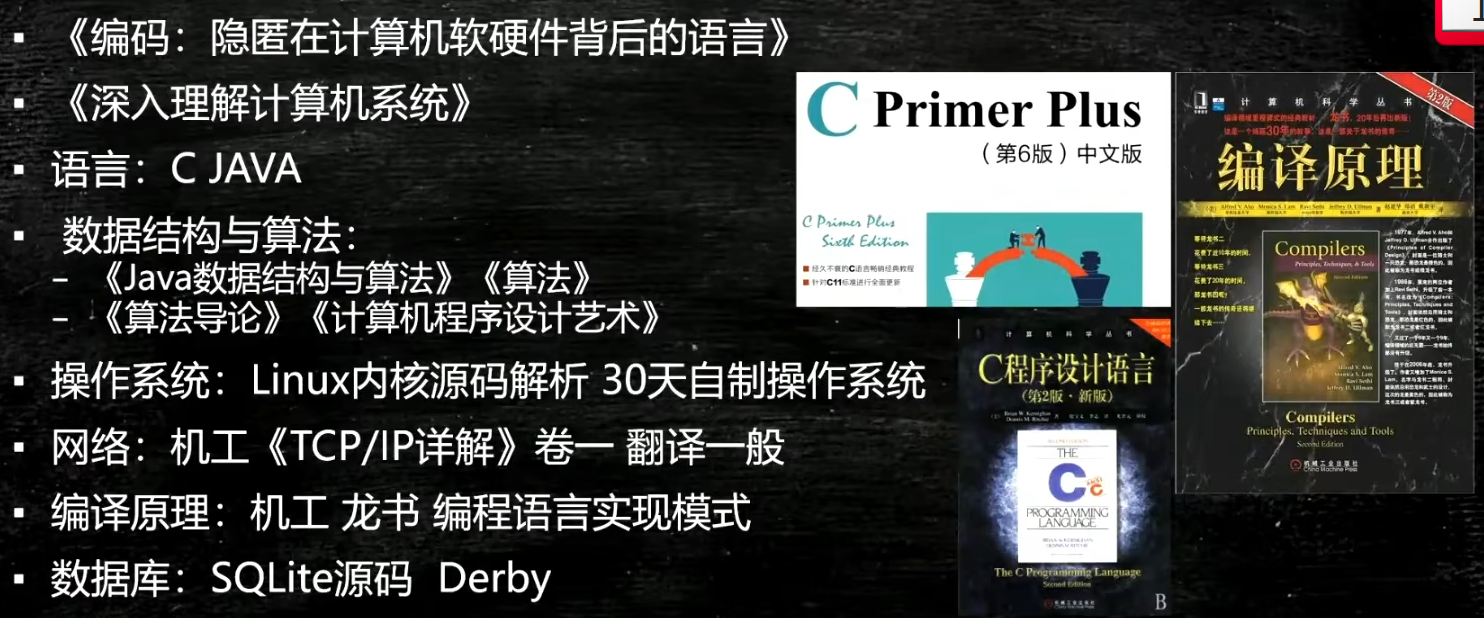 ▪ 《编码：隐匿在计算机软硬件背后的语言》
▪ 《深入理解计算机系统》
▪ 语言：C JAVA
▪ 数据结构与算法：
– 《Java数据结构与算法》《算法》
– 《算法导论》《计算机程序设计艺术》
▪ 操作系统：Linux内核源码解析 30天自制操作系统
▪ 网络：机工《TCP/IP详解》卷一 翻译一般
▪ 编译原理：机工 龙书 编程语言实现模式
▪ 数据库：SQLite源码 Derby
C Primer Plus
（第6版）中文版
C Primer Plus
Sixth Edition
经久不衰的C语言畅销经典教程
针对C11标准进行全面更新
计算机科学丛书
C程序设计语言
（第2版·新版）
THE
C
PROGRAMMING
LANGUAGE
The C Programming Language
Second Edition
机械工业出版社
China Machine Press
B
第2版
计算机科学丛书
编译原理
Compilers
Principles, Techniques, & Tools
Second Edition
Alfred V. Aho
Monica S. Lam
Ravi Sethi
Jeffrey D. Ullman
Compilers
Principles, Techniques and Tools
Second Edition
机械工业出版社
China Machine Press